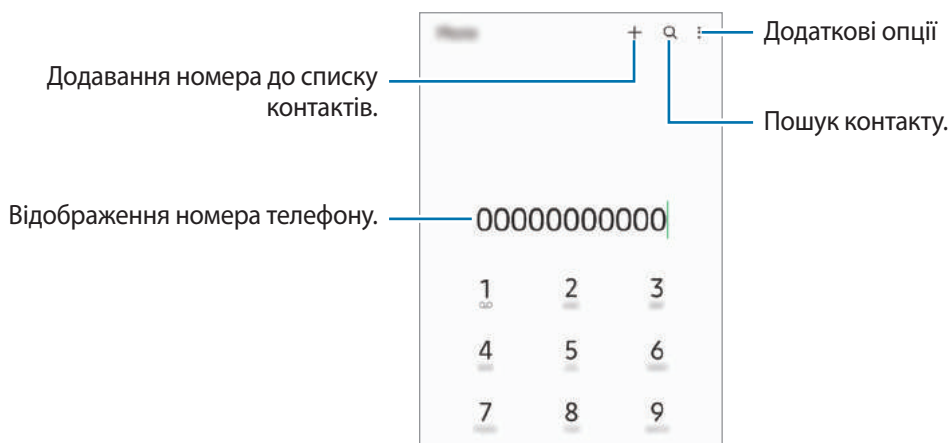 Додаткові опції
Додавання номера до списку
контактів.
Пошук контакту.
Відображення номера телефону.
00000000000
1 2 3
4 5 6
7 8 9